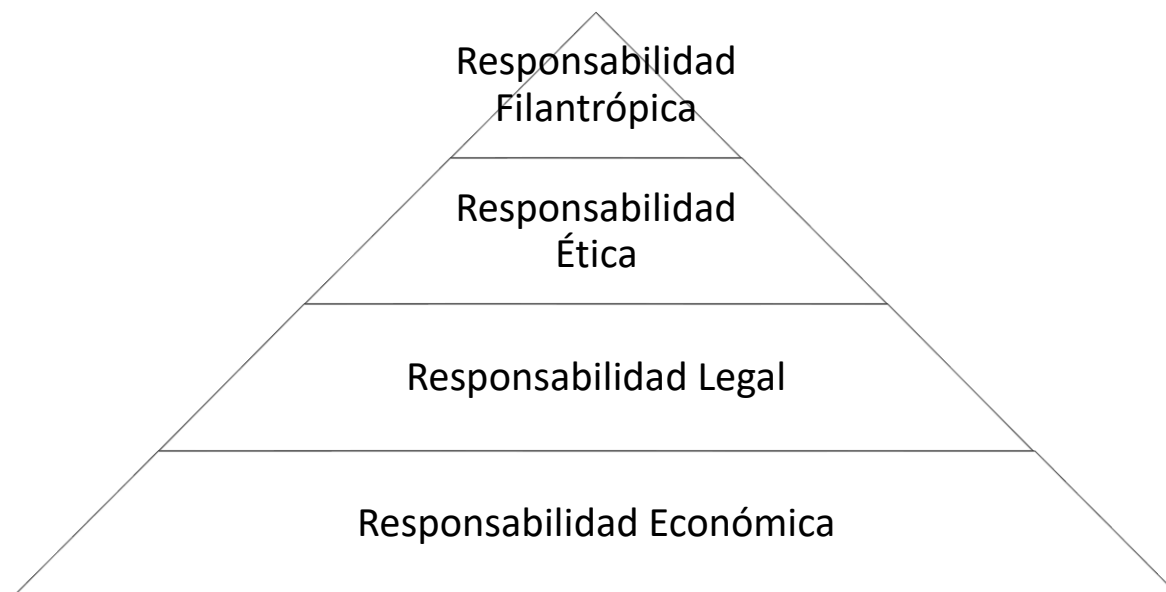 Responsabilidad
Filantrópica
Responsabilidad
Ética
Responsabilidad Legal
Responsabilidad Económica